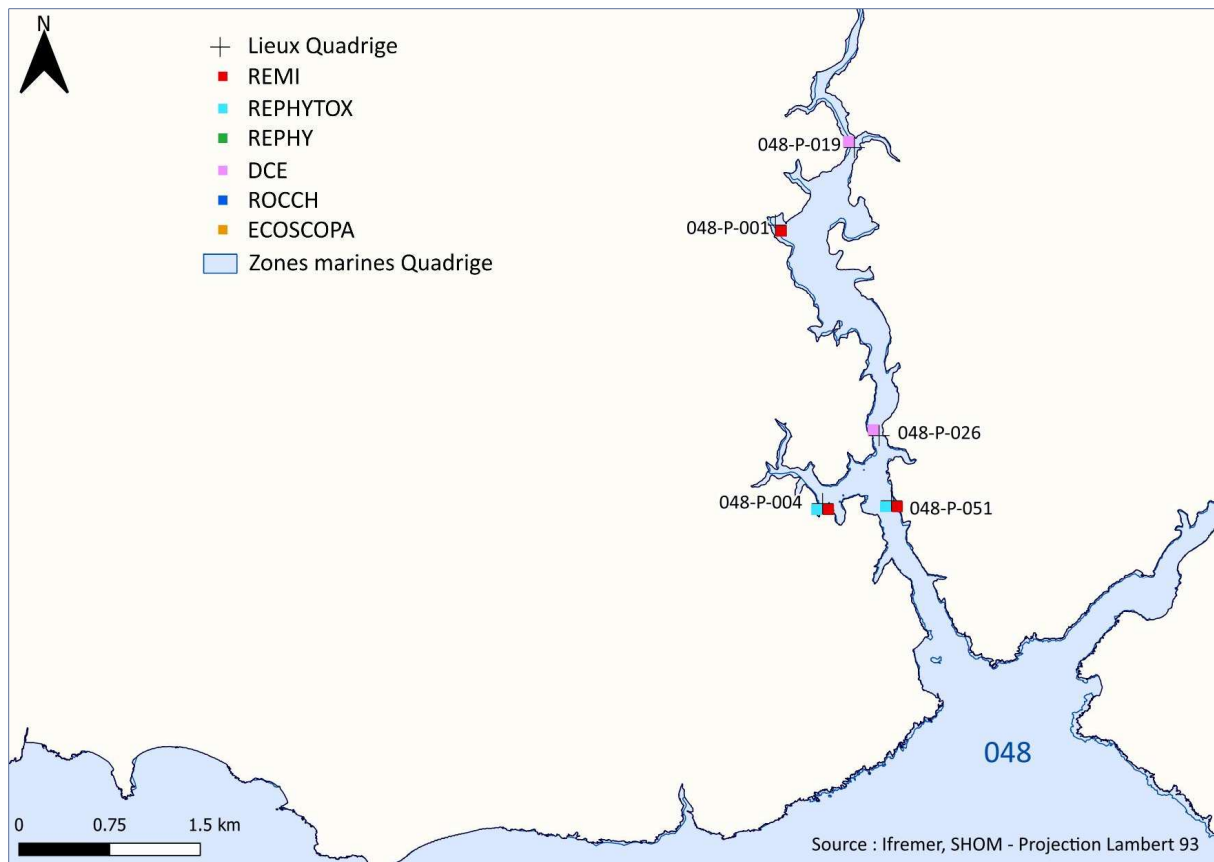 N
Lieux Quadrige
REMI
REPHYTOX
REPHY
DCE
ROCCH
ECOSCOPA
Zones marines Quadrige
048-P-019
048-P-001
048-P-026
048-P-004
048-P-051
048
0 0.75 1.5 km
Source : Ifremer, SHOM - Projection Lambert 93